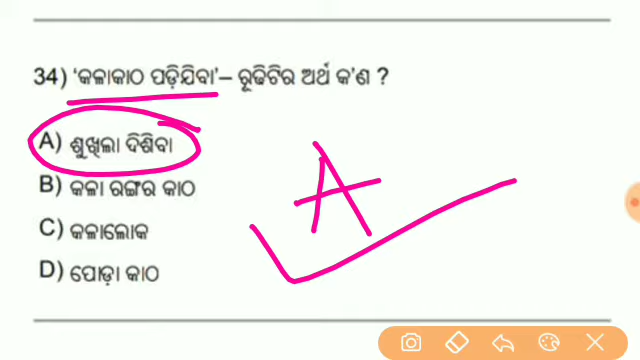 34) ‘କଳାକାଠ ପଡ଼ିଯିବା’– ରୂଢିଟିର ଅର୍ଥ କ’ଣ ?
A) ଶୁଖିଲା ଦିଶିବା
B) କଳା ରଙ୍ଗର କାଠ
C) କଳାଲୋକ
D) ପୋଡ଼ା କାଠ
A